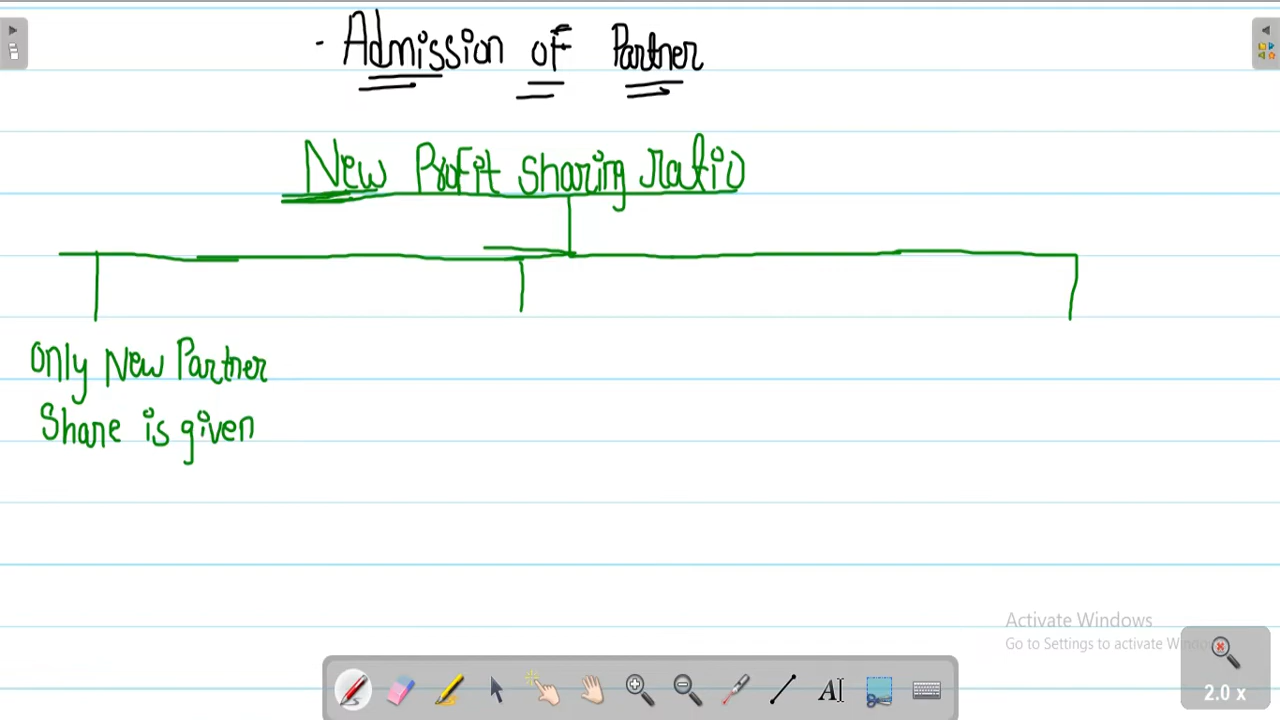 - Admission of Partner
New Profit Sharing ratio
Only New Partner
Share is given
Activate Windows
Go to Settings to activate Windows
AI
2.0 x